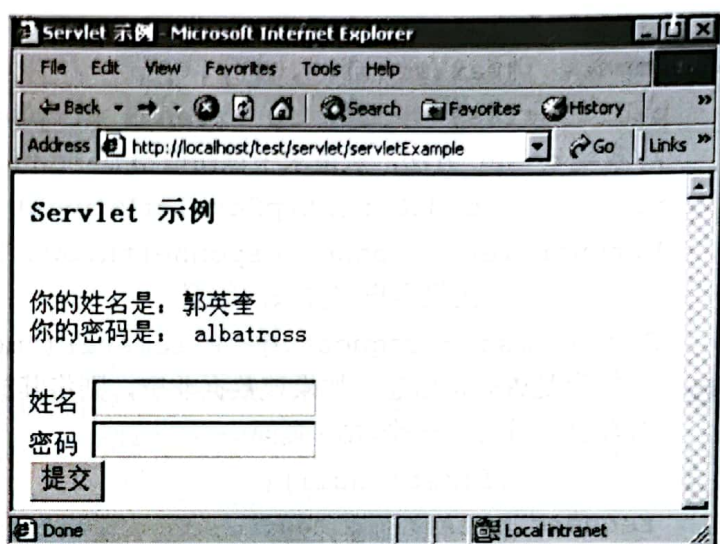 Servlet 示例 - Microsoft Internet Explorer
File Edit View Favorites Tools Help
Back Search Favorites History »
Address http://localhost/test/servlet/servletExample Go Links »
Servlet 示例
你的姓名是：郭英奎
你的密码是： albatross
姓名
密码
提交
Done Local intranet